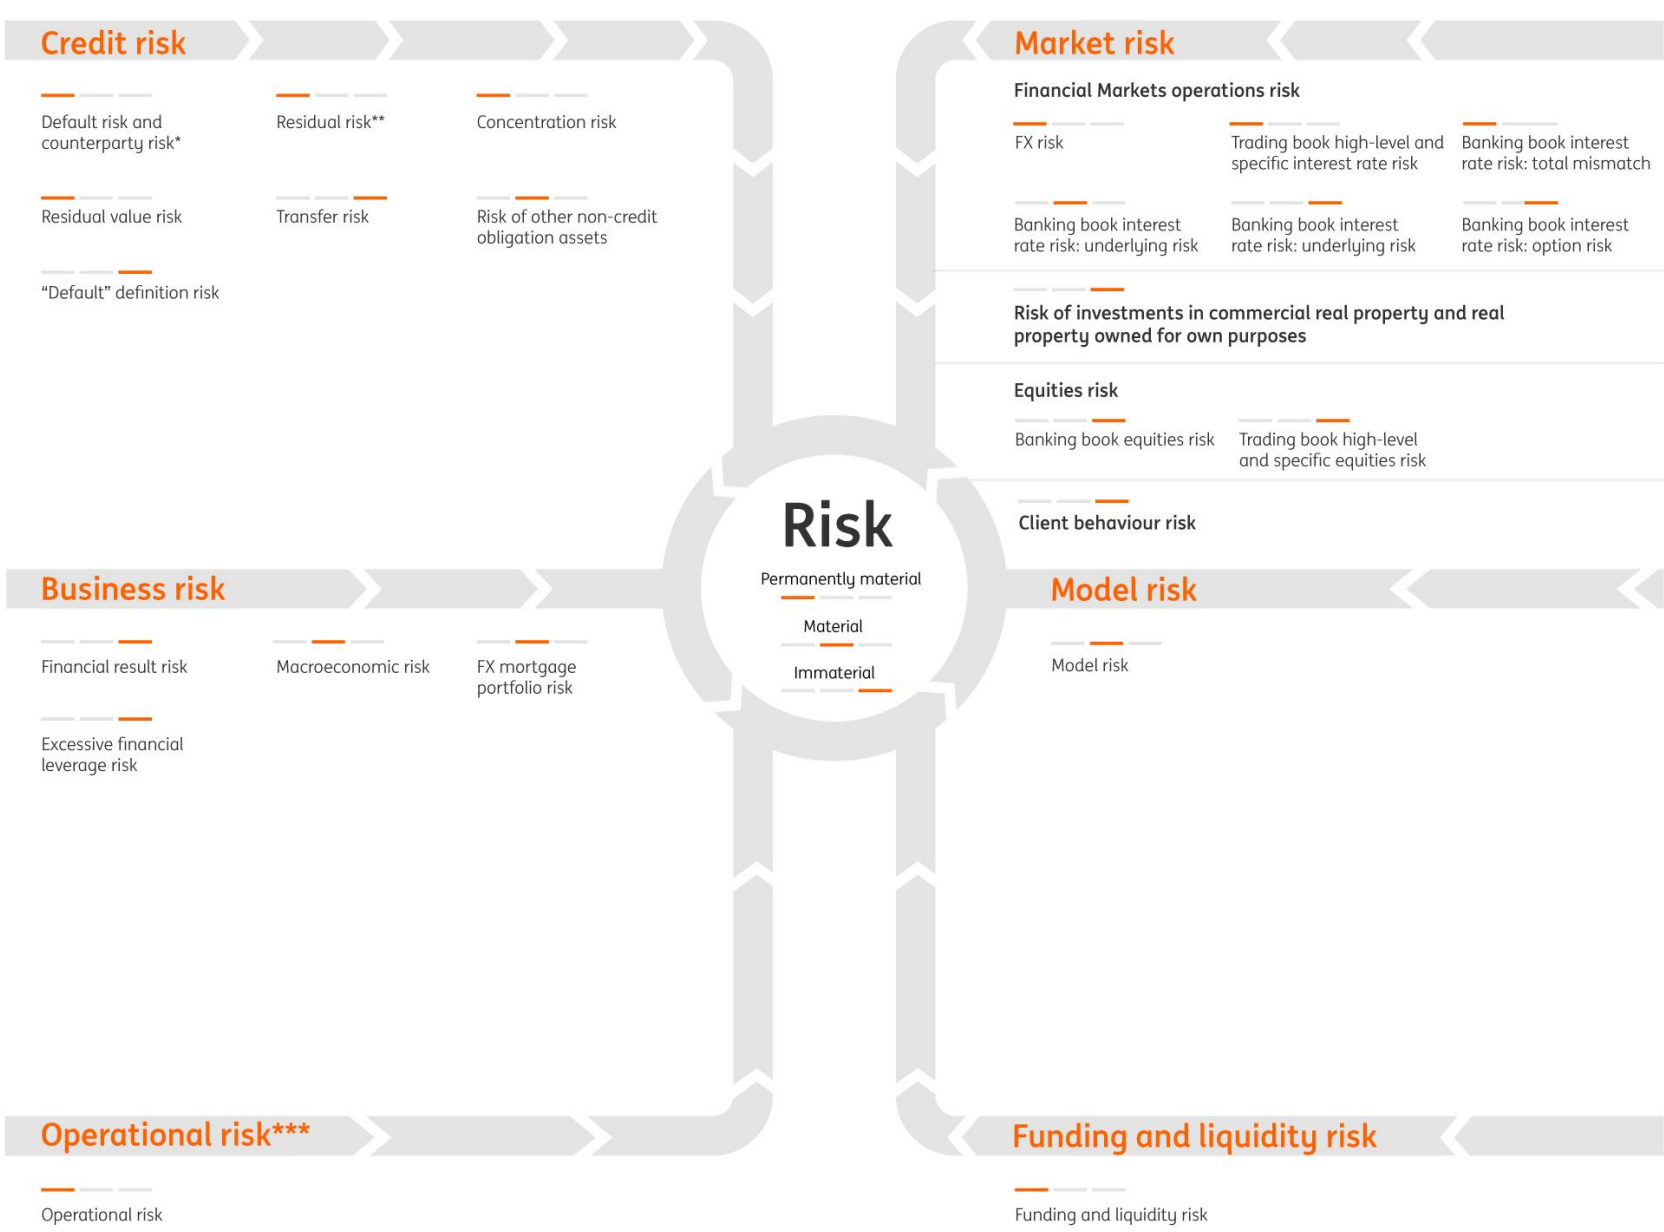 Credit risk
Default risk and
counterparty risk*
Residual risk**
Concentration risk
Residual value risk
Transfer risk
Risk of other non-credit
obligation assets
“Default” definition risk
Market risk
Financial Markets operations risk
FX risk
Trading book high-level and
specific interest rate risk
Banking book interest
rate risk: total mismatch
Banking book interest
rate risk: underlying risk
Banking book interest
rate risk: underlying risk
Banking book interest
rate risk: option risk
Risk of investments in commercial real property and real
property owned for own purposes
Equities risk
Banking book equities risk
Trading book high-level
and specific equities risk
Client behaviour risk
Risk
Permanently material
Material
Immaterial
Business risk
Financial result risk
Macroeconomic risk
FX mortgage
portfolio risk
Excessive financial
leverage risk
Model risk
Model risk
Operational risk***
Operational risk
Funding and liquidity risk
Funding and liquidity risk